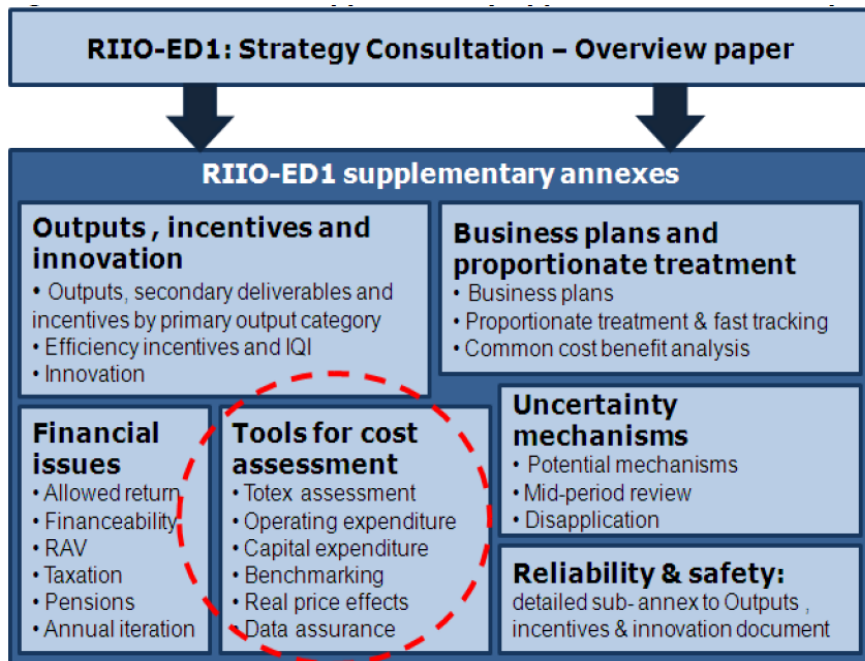 RIIO-ED1: Strategy Consultation – Overview paper
RIIO-ED1 supplementary annexes
Outputs , incentives and
innovation
• Outputs, secondary deliverables and
incentives by primary output category
• Efficiency incentives and IQI
• Innovation
Business plans and
proportionate treatment
• Business plans
• Proportionate treatment & fast tracking
• Common cost benefit analysis
Financial
issues
• Allowed return
• Financeability
• RAV
• Taxation
• Pensions
• Annual iteration
Tools for cost
assessment
• Totex assessment
• Operating expenditure
• Capital expenditure
• Benchmarking
• Real price effects
• Data assurance
Uncertainty
mechanisms
• Potential mechanisms
• Mid-period review
• Disapplication
Reliability & safety:
detailed sub- annex to Outputs ,
incentives & innovation document